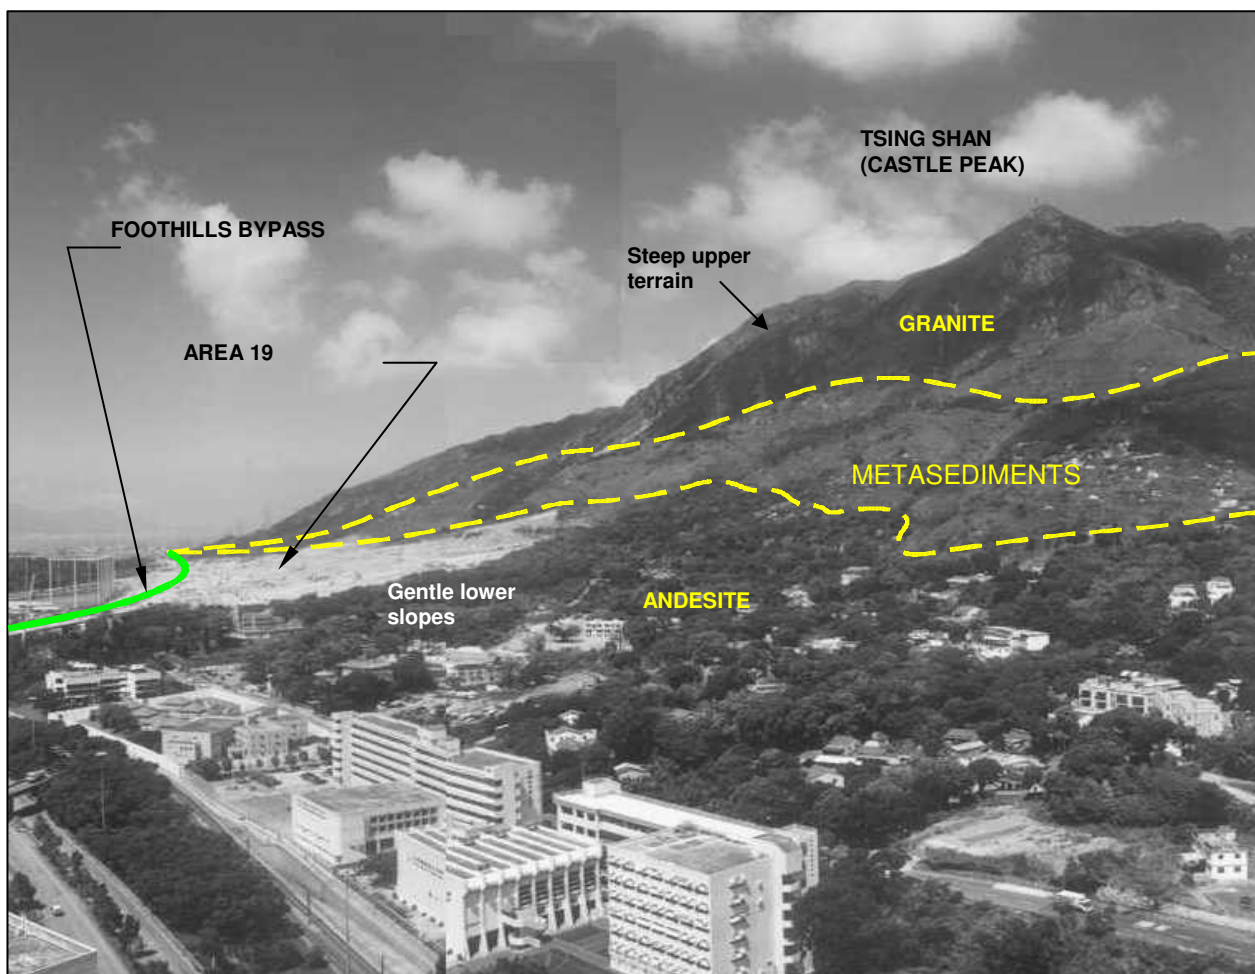 TSING SHAN
(CASTLE PEAK)
FOOTHILLS BYPASS
Steep upper
terrain
GRANITE
AREA 19
METASEDIMENTS
Gentle lower
slopes
ANDESITE